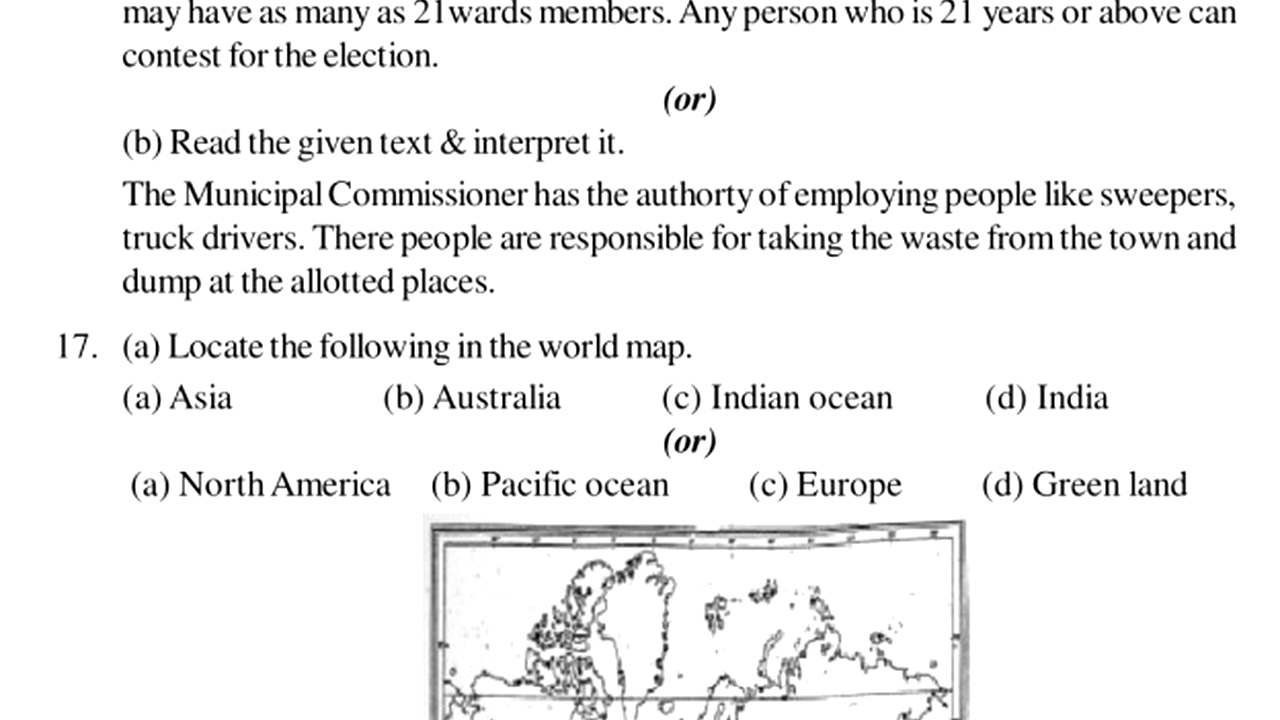 may have as many as 21wards members. Any person who is 21 years or above can
contest for the election.
(or)
(b) Read the given text & interpret it.
The Municipal Commissioner has the authorty of employing people like sweepers,
truck drivers. There people are responsible for taking the waste from the town and
dump at the allotted places.
17. (a) Locate the following in the world map.
(a) Asia (b) Australia (c) Indian ocean (d) India
(or)
(a) North America (b) Pacific ocean (c) Europe (d) Green land